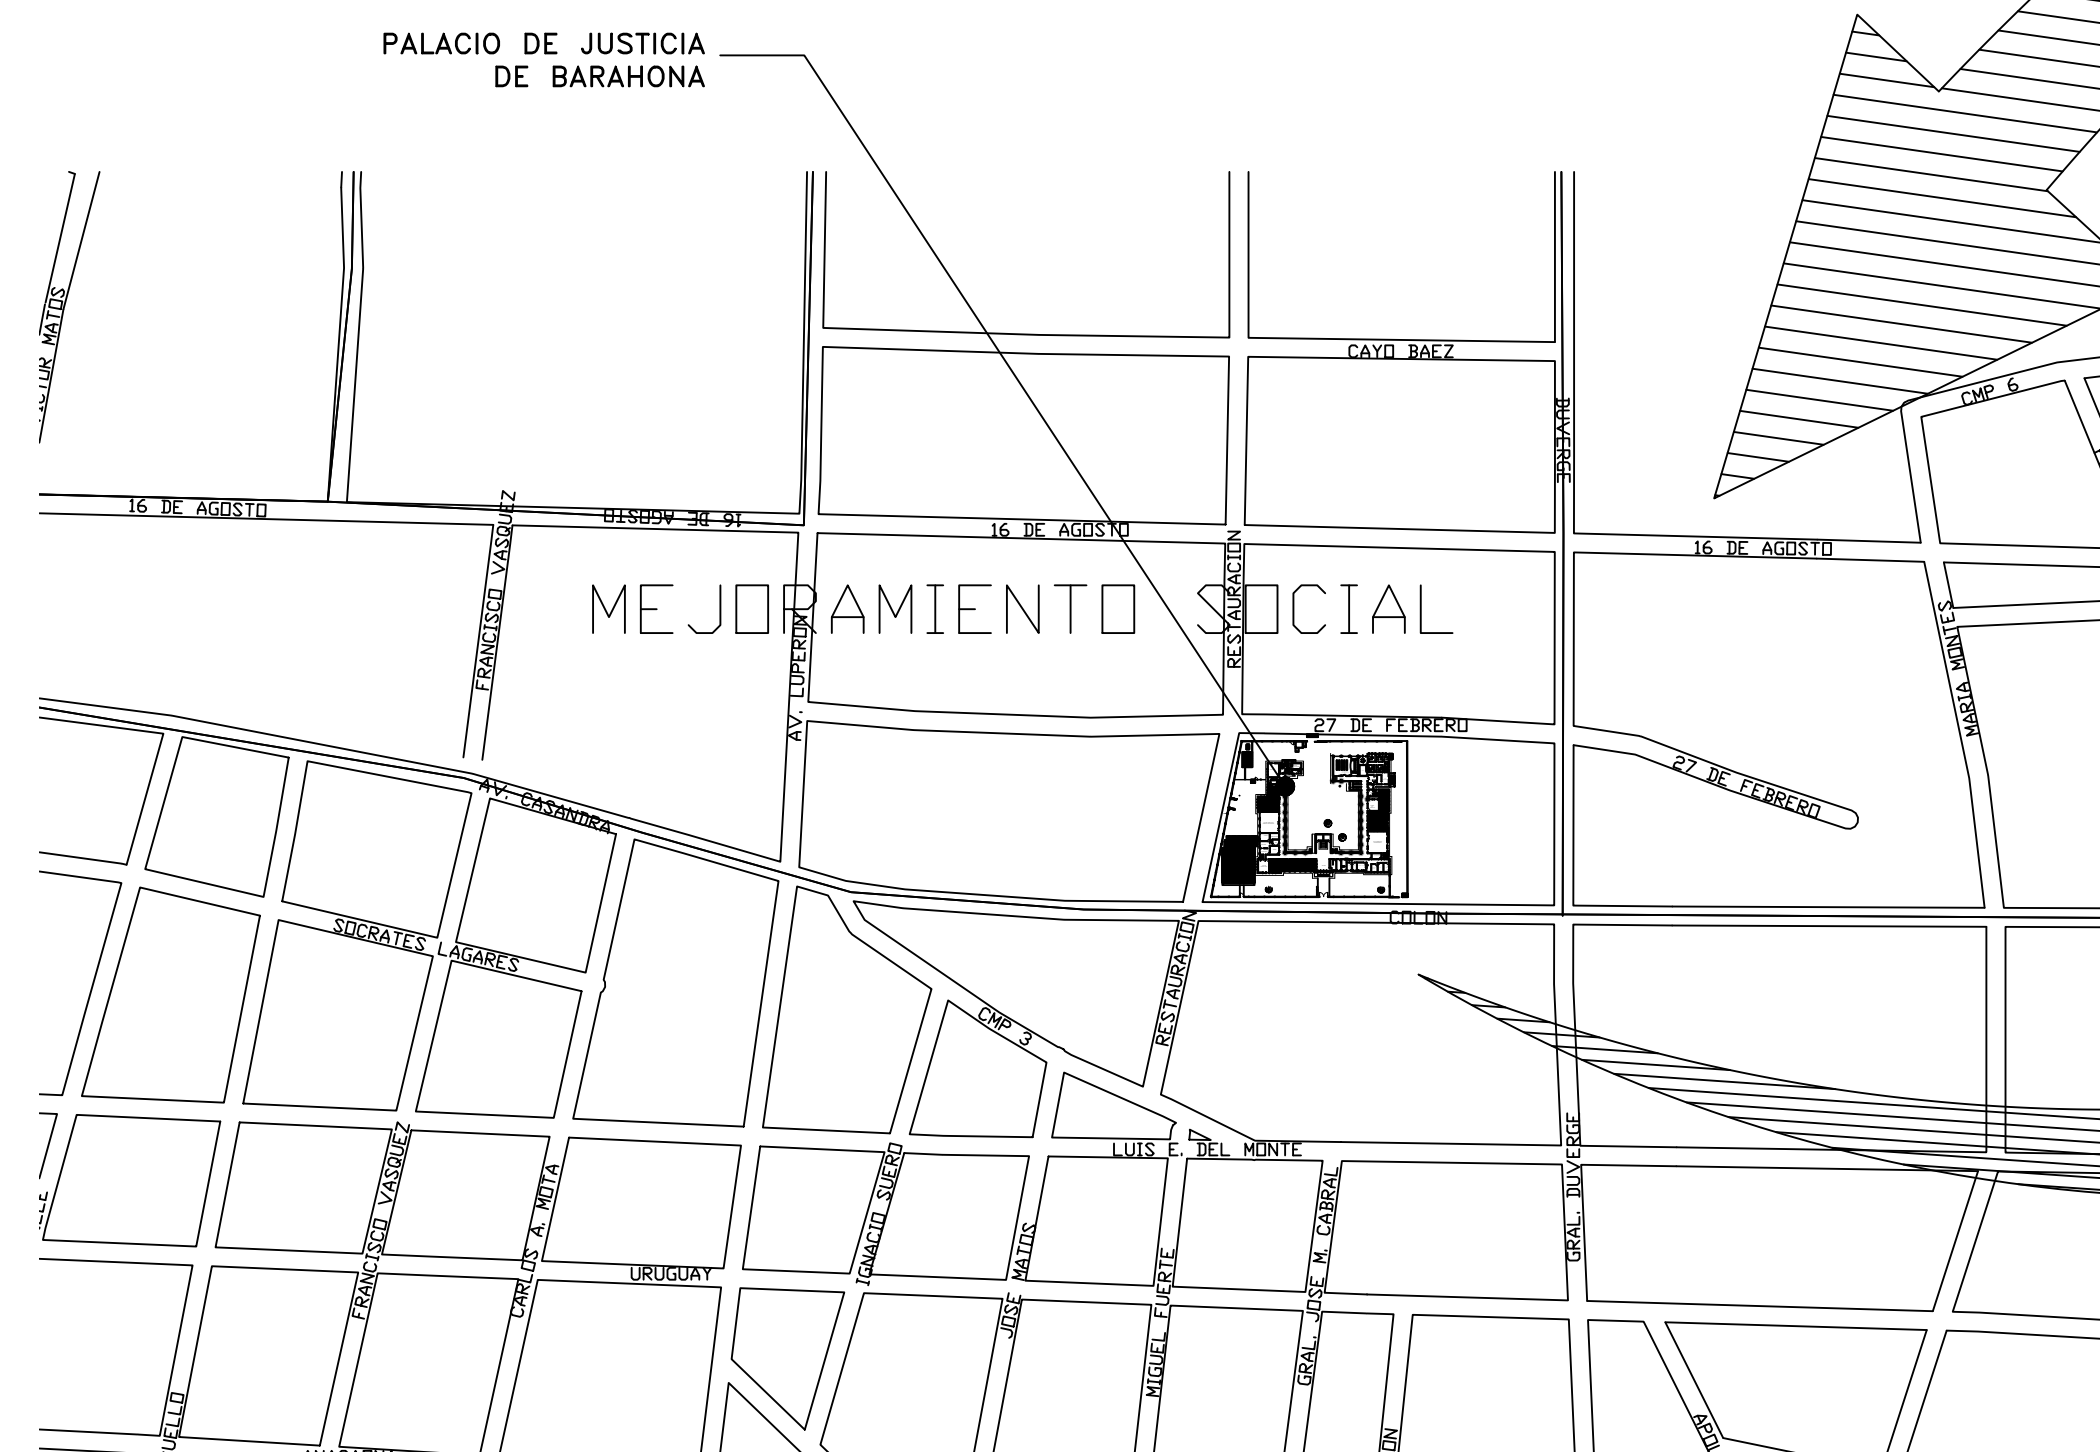 PALACIO DE JUSTICIA
DE BARAHONA
MATOS
CAYO BAEZ
CMP 6
DUVERGE
16 DE AGOSTO
FRANCISCO VASQUEZ
16 DE AGOSTO
16 DE AGOSTO
RESTAURACION
16 DE AGOSTO
MEJORAMIENTO SOCIAL
AV. LUPERON
MARIA MONTES
27 DE FEBRERO
27 DE FEBRERO
AV. CASANDRA
COLON
SOCRATES LAGARES
RESTAURACION
CMP 3
LUIS E. DEL MONTE
GRAL. DUVERGE
FRANCISCO VASQUEZ
CARLOS A. MOTA
IGNACIO SUERO
JOSE MATOS
MIGUEL FUERTE
GRAL. JOSE M. CABRAL
URUGUAY